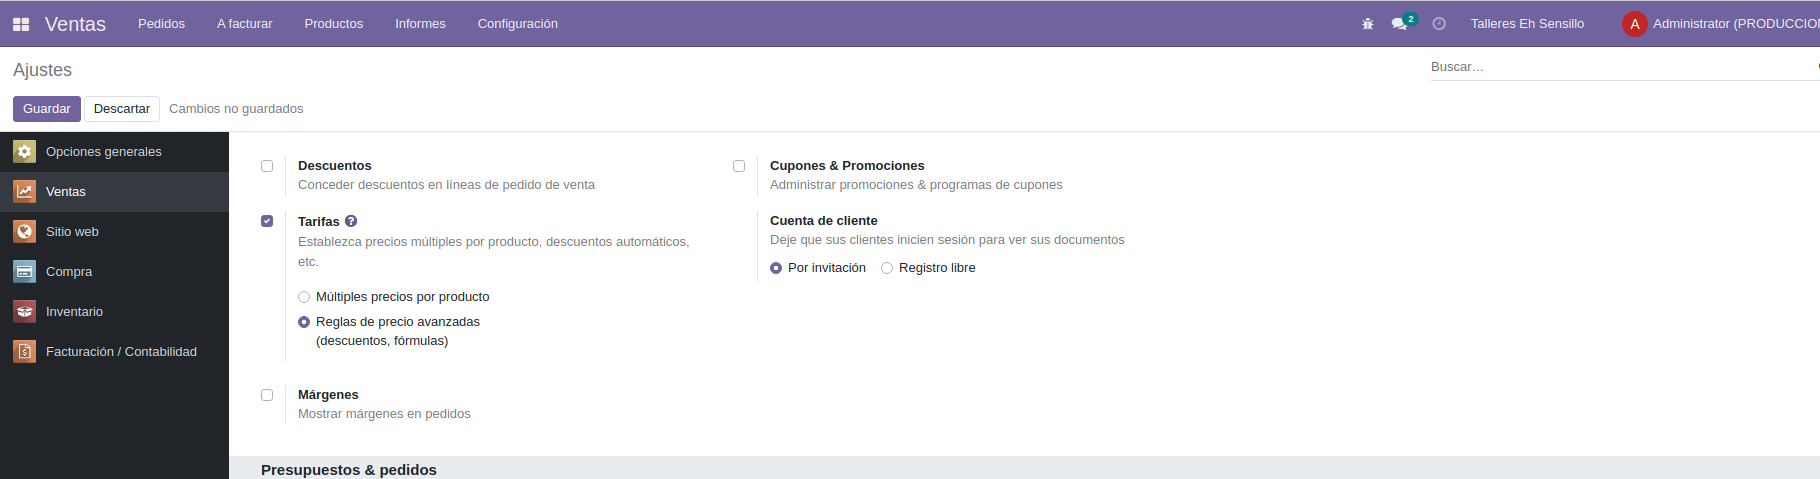 Ventas Pedidos A facturar Productos Informes Configuración 2 Talleres Eh Sensillo A Administrator (PRODUCCION
Ajustes Buscar...
Guardar Descartar Cambios no guardados
Opciones generales
Ventas
Sitio web
Compra
Inventario
Facturación / Contabilidad
Descuentos
Conceder descuentos en líneas de pedido de venta
Cupones & Promociones
Administrar promociones & programas de cupones
Tarifas ?
Establezca precios múltiples por producto, descuentos automáticos,
etc.
Múltiples precios por producto
Reglas de precio avanzadas
(descuentos, fórmulas)
Cuenta de cliente
Deje que sus clientes inicien sesión para ver sus documentos
Por invitación Registro libre
Márgenes
Mostrar márgenes en pedidos
Presupuestos & pedidos